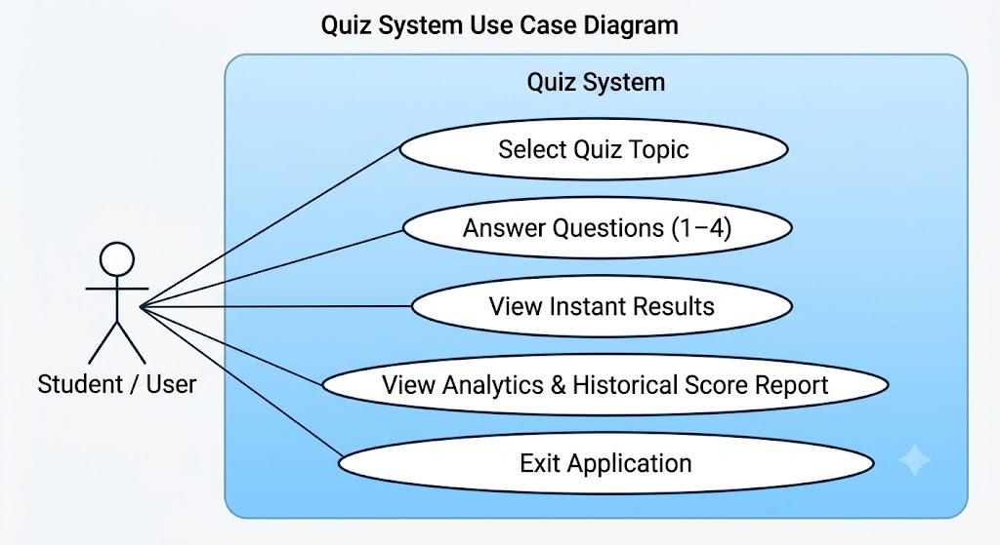 Quiz System Use Case Diagram
Quiz System
Select Quiz Topic
Answer Questions (1–4)
View Instant Results
View Analytics & Historical Score Report
Exit Application
Student / User